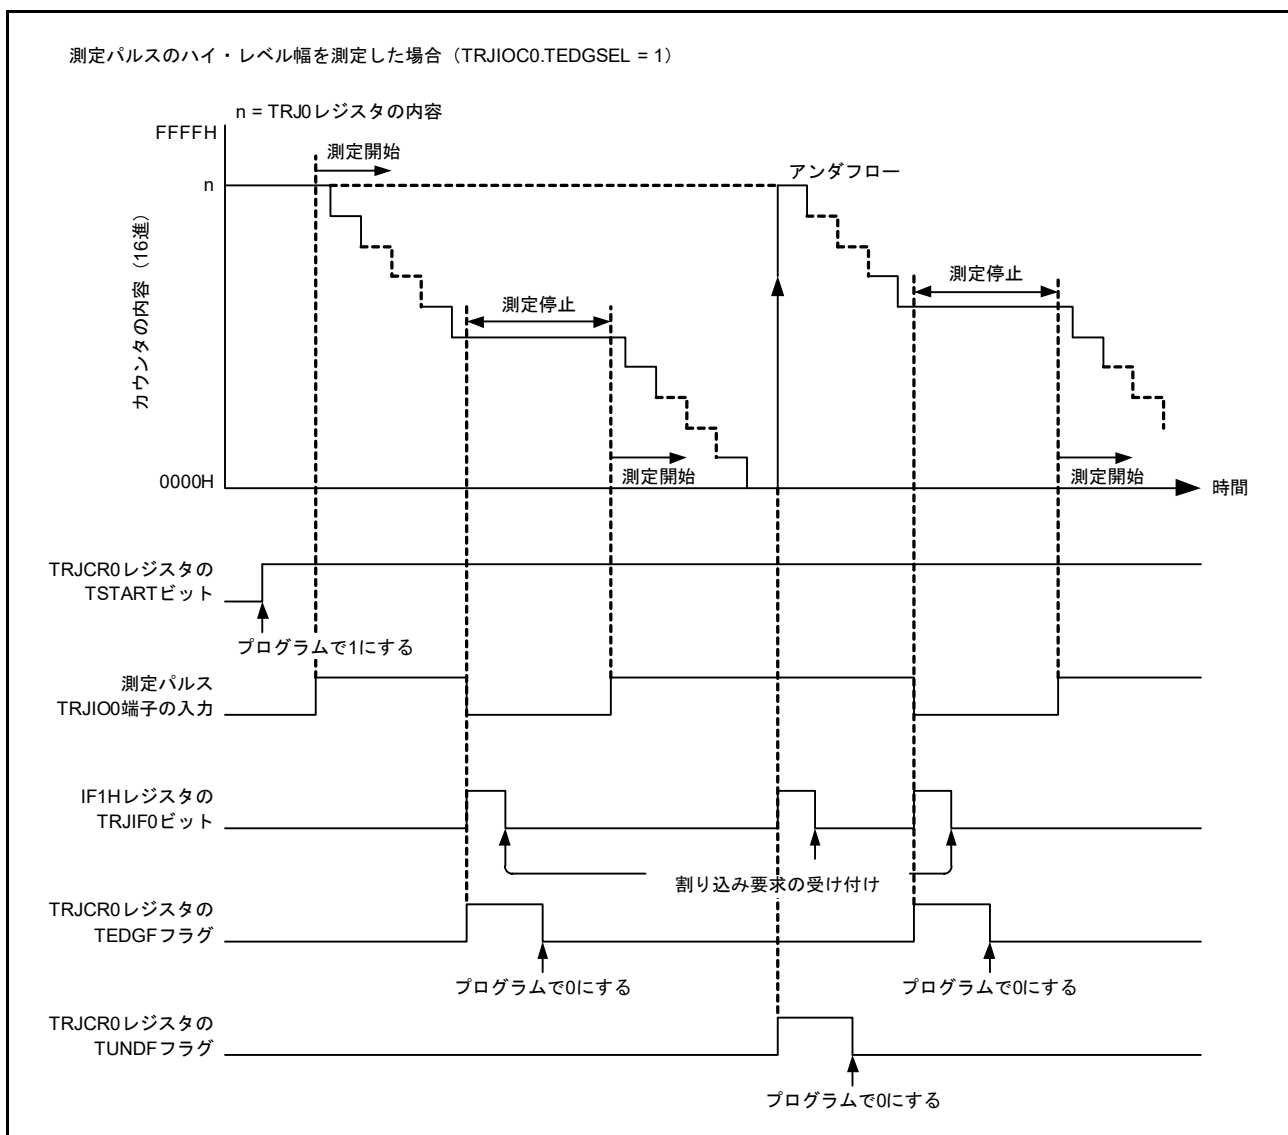 測定パルスのハイ・レベル幅を測定した場合（TRJIOC0.TEDGSEL = 1）
n = TRJ0レジスタの内容
FFFFH
測定開始
アンダフロー
n
カウンタの内容（16進）
測定停止
測定停止
測定開始
測定開始
0000H
時間
TRJCR0レジスタの
TSTARTビット
プログラムで1にする
測定パルス
TRJIO0端子の入力
IF1Hレジスタの
TRJIF0ビット
割り込み要求の受け付け
TRJCR0レジスタの
TEDGFフラグ
プログラムで0にする
プログラムで0にする
TRJCR0レジスタの
TUNDFフラグ
プログラムで0にする